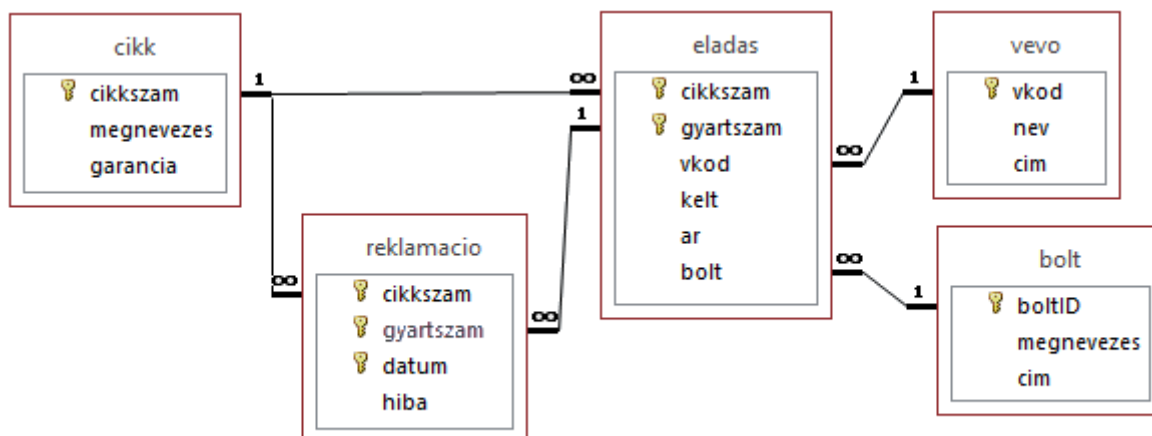 cikk
cikkszam
megnevezes
garancia
1
∞
1
∞
∞
reklamacio
cikkszam
gyartszam
datum
hiba
eladas
cikkszam
gyartszam
vkod
kelt
ar
bolt
1
∞
vevo
vkod
nev
cim
∞
1
bolt
boltID
megnevezes
cim